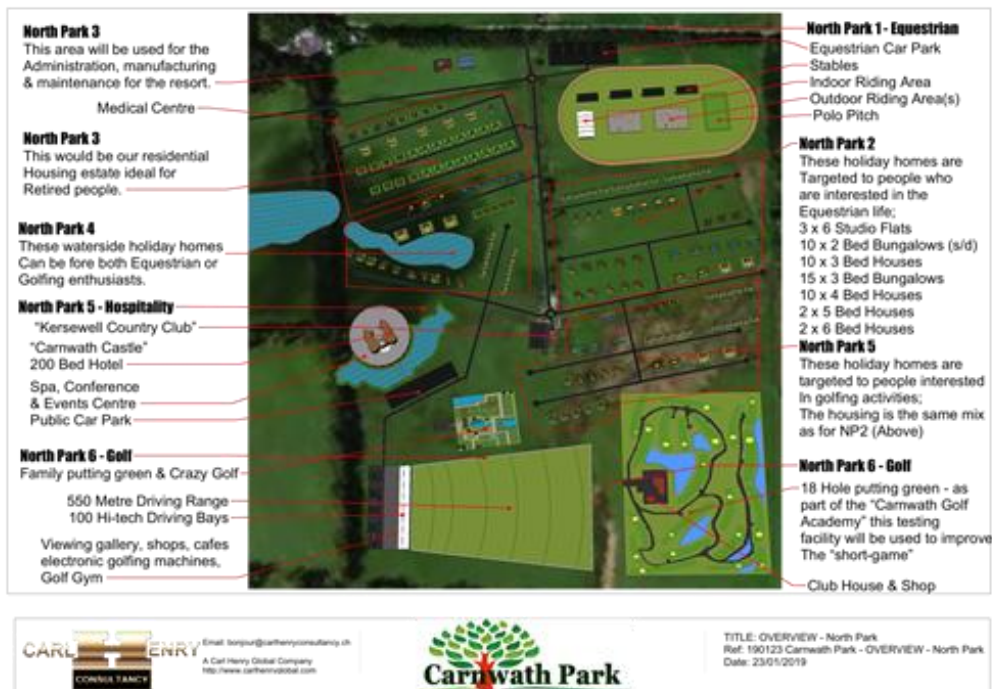 North Park 3
This area will be used for the
Administration, manufacturing
& maintenance for the resort.
Medical Centre
North Park 3
This would be our residential
Housing estate ideal for
Retired people.
North Park 4
These waterside holiday homes
Can be fore both Equestrian or
Golfing enthusiasts.
North Park 5 - Hospitality
"Kersewell Country Club"
"Carnwath Castle"
200 Bed Hotel
Spa, Conference
& Events Centre
Public Car Park
North Park 6 - Golf
Family putting green & Crazy Golf
550 Metre Driving Range
100 Hi-tech Driving Bays
Viewing gallery, shops, cafes
electronic golfing machines,
Golf Gym
North Park 1 - Equestrian
Equestrian Car Park
Stables
Indoor Riding Area
Outdoor Riding Area(s)
Polo Pitch
North Park 2
These holiday homes are
Targeted to people who
are interested in the
Equestrian life;
3 x 6 Studio Flats
10 x 2 Bed Bungalows (s/d)
10 x 3 Bed Houses
15 x 3 Bed Bungalows
10 x 4 Bed Houses
2 x 5 Bed Houses
2 x 6 Bed Houses
North Park 5
These holiday homes are
targeted to people interested
In golfing activities;
The housing is the same mix
as for NP2 (Above)
North Park 6 - Golf
18 Hole putting green - as
part of the "Carnwath Golf
Academy" this testing
facility will be used to improve
The "short-game"
Club House & Shop
CARL H ENRY
CONSULTANCY
Email: bonjour@carlhenryconsultancy.ch
A Carl Henry Global Company
http://www.carlhenryglobal.com
Carnwath Park
TITLE: OVERVIEW - North Park
Ref: 190123 Carnwath Park - OVERVIEW - North Park
Date: 23/01/2019